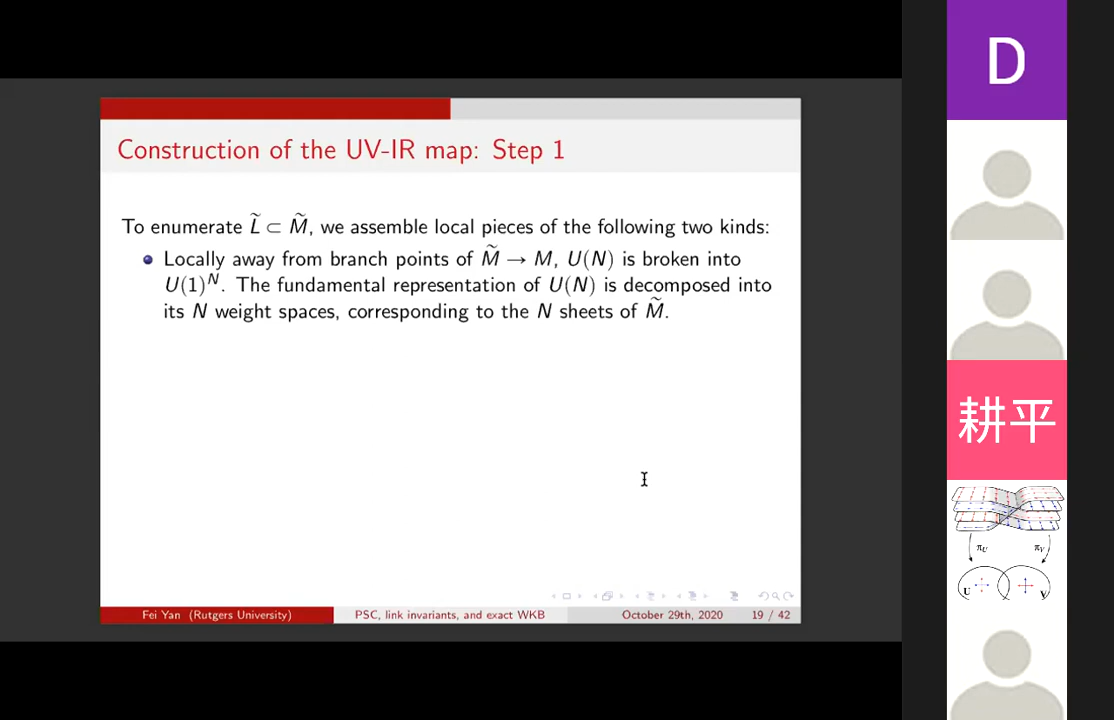 Construction of the UV-IR map: Step 1
To enumerate L̃ ⊂ M̃, we assemble local pieces of the following two kinds:
Locally away from branch points of M̃ → M, U(N) is broken into
U(1)ᴺ. The fundamental representation of U(N) is decomposed into
its N weight spaces, corresponding to the N sheets of M̃.
Fei Yan (Rutgers University) PSC, link invariants, and exact WKB October 29th, 2020 19 / 42
D
耕平
πU πV
U V